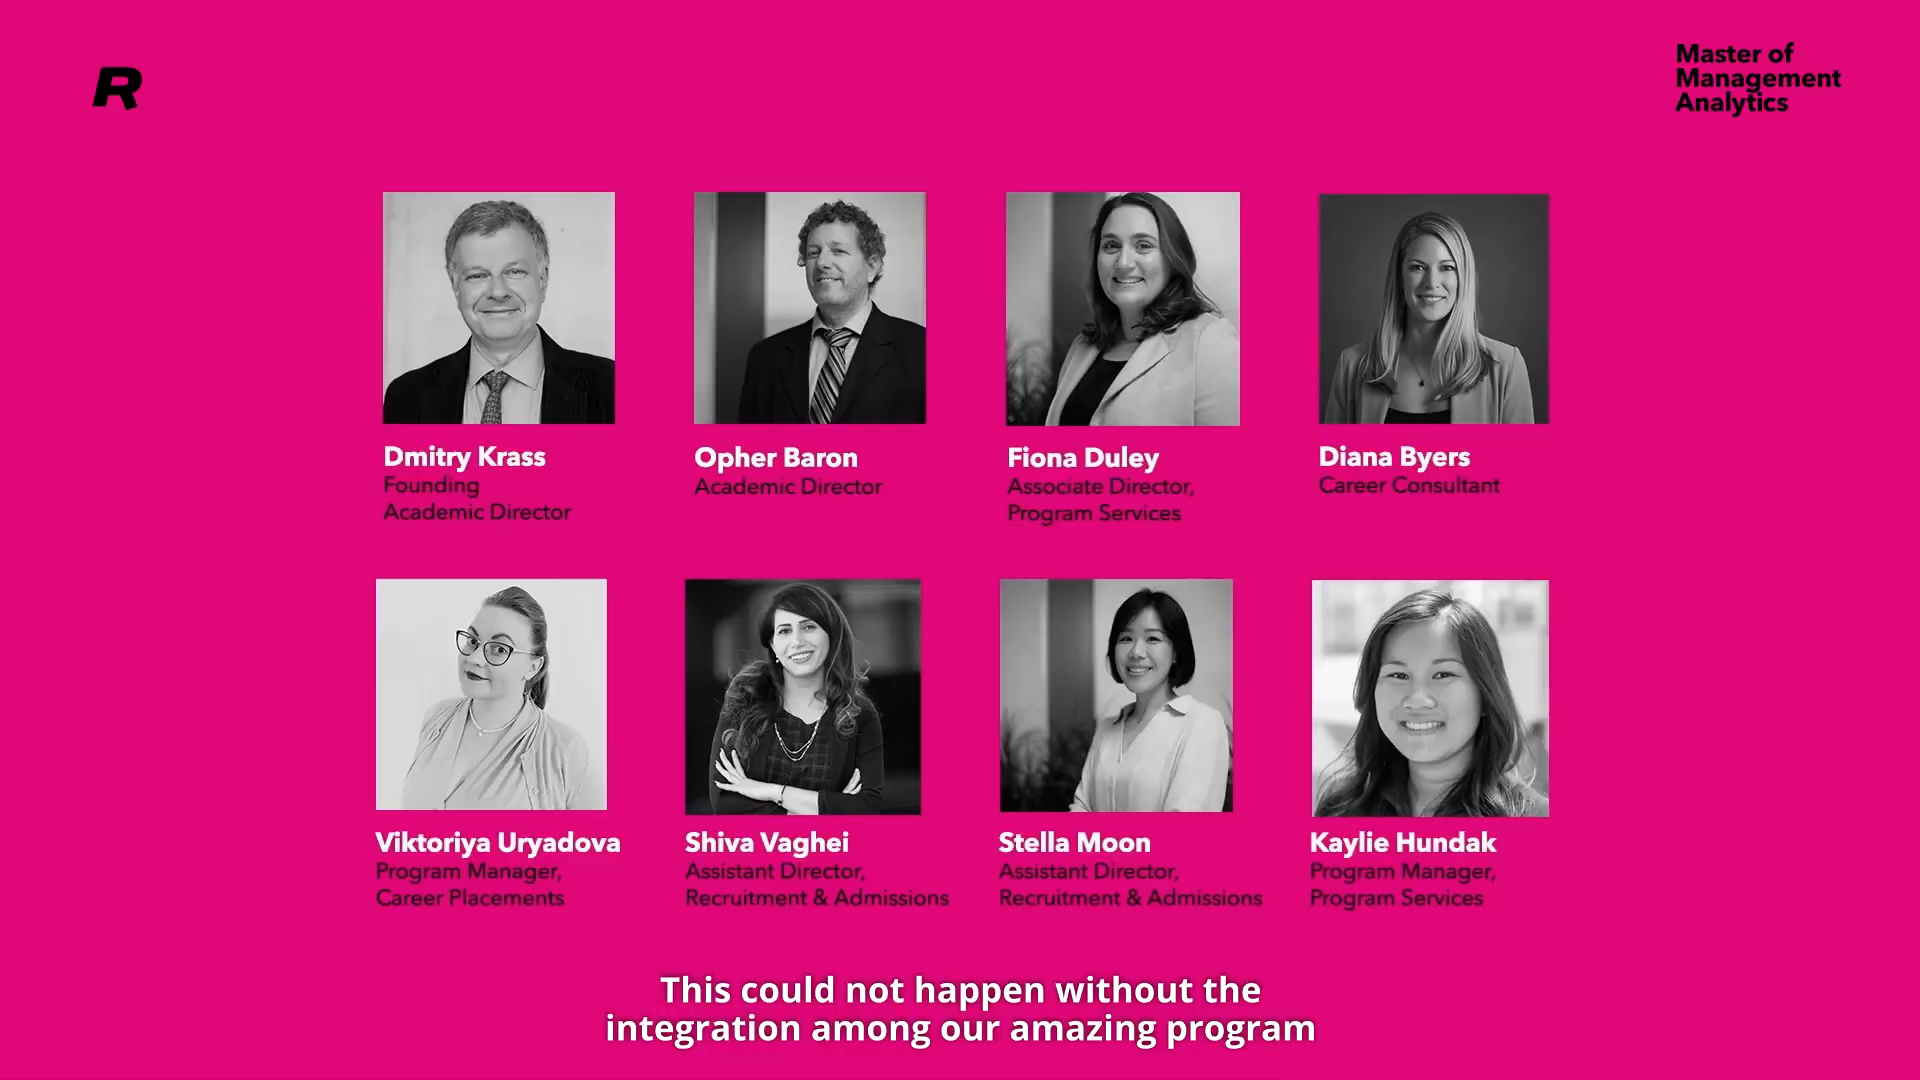 R
Master of
Management
Analytics
Dmitry Krass
Founding
Academic Director
Opher Baron
Academic Director
Fiona Duley
Associate Director,
Program Services
Diana Byers
Career Consultant
Viktoriya Uryadova
Program Manager,
Career Placements
Shiva Vaghei
Assistant Director,
Recruitment & Admissions
Stella Moon
Assistant Director,
Recruitment & Admissions
Kaylie Hundak
Program Manager,
Program Services
This could not happen without the
integration among our amazing program